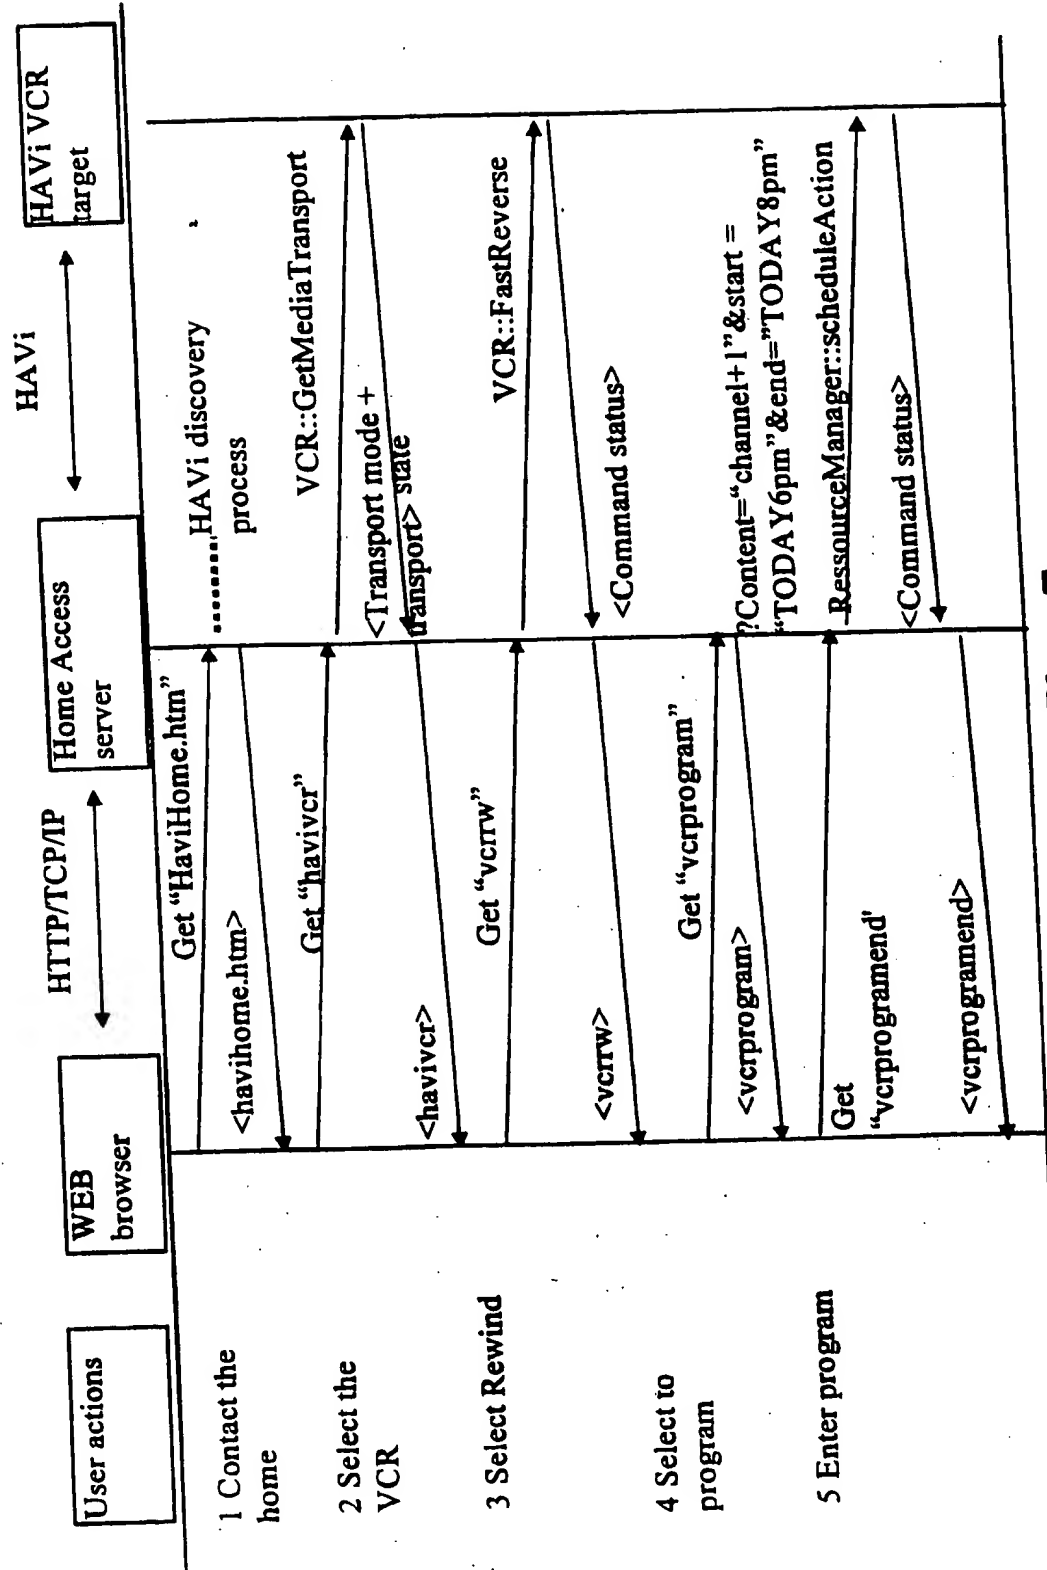 User actions
WEB
browser
HTTP/TCP/IP
Home Access
server
HAVi
HAVi VCR
target
1 Contact the
home
Get “HaviHome.htm”
<havihome.htm>
HAVi discovery
process
2 Select the
VCR
Get “havivcr”
VCR::GetMediaTransport
<Transport mode +
transport> state
<havivcr>
3 Select Rewind
Get “vcrrw”
VCR::FastReverse
<Command status>
<vcrrw>
4 Select to
program
Get “vcrprogram”
<vcrprogram>
5 Enter program
Get
“vcrprogramend'
?Content=“channel+1”&start =
“TODAY6pm”&end=”TODAY8pm”
RessourceManager::scheduleAction
<Command status>
<vcrprogramend>